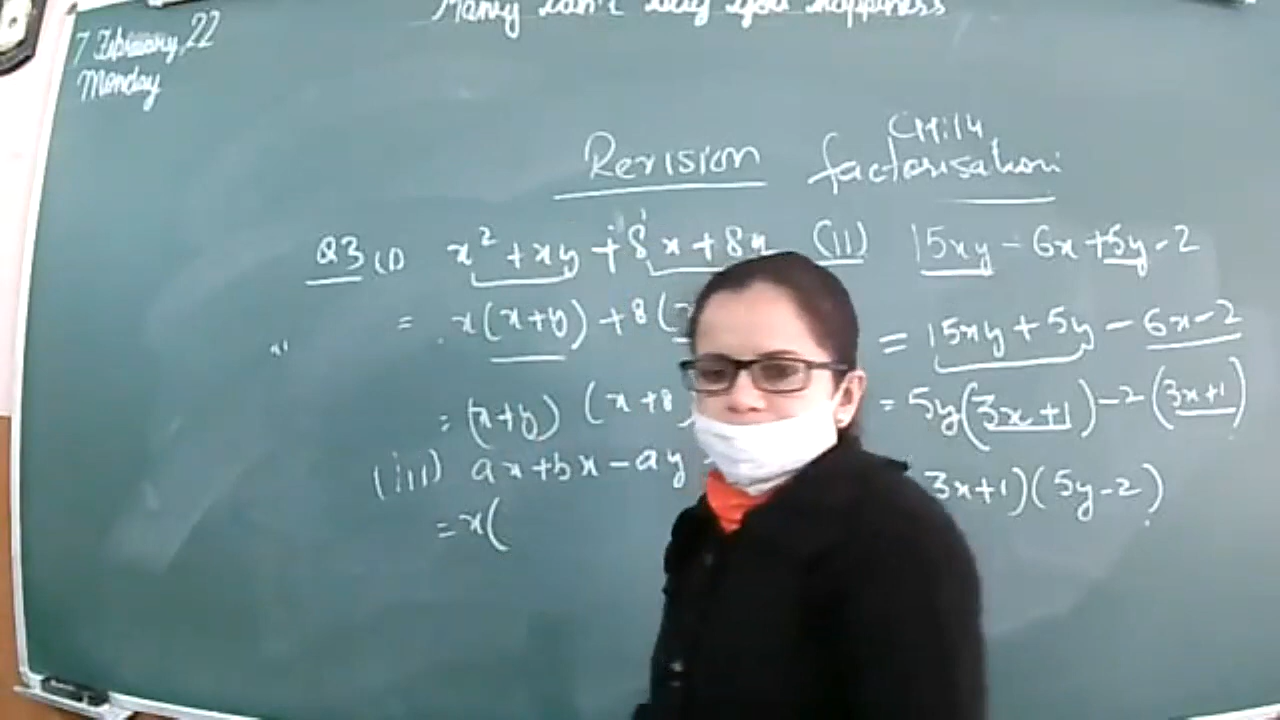 Money can't buy you happiness
7 February, 22
Monday
CH:14
Revision factorisation
Q3 (i) x² + xy + 8x + 8y (ii) 15xy - 6x + 5y - 2
= x(x+y) + 8( = 15xy + 5y - 6x - 2
= (x+y) (x+8 = 5y(3x+1) - 2(3x+1)
(iii) ax + bx - ay 3x+1)(5y-2)
= x(